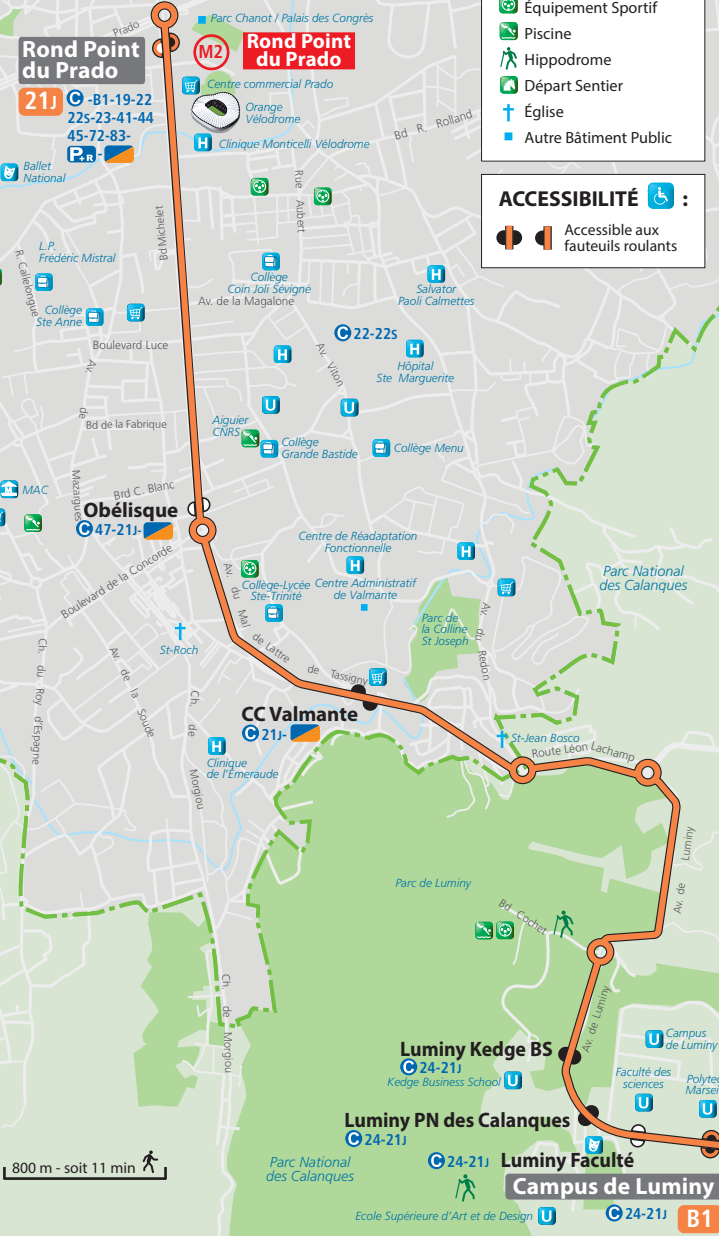 Équipement Sportif
Piscine
Hippodrome
Départ Sentier
Église
Autre Bâtiment Public
ACCESSIBILITÉ :
Accessible aux
fauteuils roulants
Prado
Parc Chanot / Palais des Congrès
Rond Point
du Prado
M2
Rond Point
du Prado
21J
C -B1-19-22
22S-23-41-44
45-72-83-
P+R -
Centre commercial Prado
Orange
Vélodrome
Clinique Monticelli Vélodrome
Bd R. Rolland
Ballet
National
Rue Aubert
Bd Michelet
L.P.
Frédéric Mistral
R. Callelongue
Collège
Coin Joli Sévigné
Salvator
Paoli Calmettes
Av. de la Magalone
Collège
Ste Anne
C 22-22S
Boulevard Luce
Av. Viton
Hôpital
Ste Marguerite
Av. de Mazargues
Bd de la Fabrique
Aiguier
CNRS
Collège
Grande Bastide
Collège Menu
MAC
Brd C. Blanc
Obélisque
C 47-21J-
Boulevard de la Concorde
Centre de Réadaptation
Fonctionnelle
Parc National
des Calanques
Collège-Lycée
Ste-Trinité
Centre Administratif
de Valmante
Av. du Mal de Lattre de Tassigny
Parc de
la Colline
St Joseph
Av. du Redon
St-Roch
Ch. du Roy d'Espagne
Av. de la Soude
Ch. de Morgiou
CC Valmante
C 21J-
St-Jean Bosco
Route Léon Lachamp
Clinique
de l'Émeraude
Av. de Luminy
Parc de Luminy
Bd Cochet
Ch. de Morgiou
Av. de Luminy
Luminy Kedge BS
C 24-21J
Kedge Business School
Campus
de Luminy
Faculté des
sciences
Luminy PN des Calanques
C 24-21J
C 24-21J
Luminy Faculté
800 m - soit 11 min
Parc National
des Calanques
Campus de Luminy
Ecole Supérieure d'Art et de Design
C 24-21J
B1